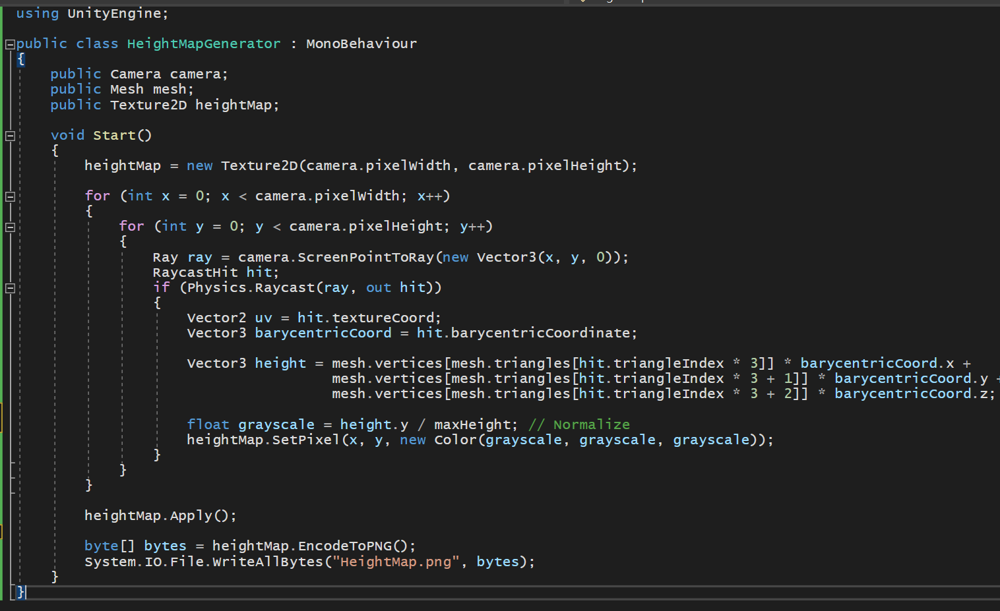 using UnityEngine;
public class HeightMapGenerator : MonoBehaviour
{
public Camera camera;
public Mesh mesh;
public Texture2D heightMap;
void Start()
{
heightMap = new Texture2D(camera.pixelWidth, camera.pixelHeight);
for (int x = 0; x < camera.pixelWidth; x++)
{
for (int y = 0; y < camera.pixelHeight; y++)
{
Ray ray = camera.ScreenPointToRay(new Vector3(x, y, 0));
RaycastHit hit;
if (Physics.Raycast(ray, out hit))
{
Vector2 uv = hit.textureCoord;
Vector3 barycentricCoord = hit.barycentricCoordinate;
Vector3 height = mesh.vertices[mesh.triangles[hit.triangleIndex * 3]] * barycentricCoord.x +
mesh.vertices[mesh.triangles[hit.triangleIndex * 3 + 1]] * barycentricCoord.y +
mesh.vertices[mesh.triangles[hit.triangleIndex * 3 + 2]] * barycentricCoord.z;
float grayscale = height.y / maxHeight; // Normalize
heightMap.SetPixel(x, y, new Color(grayscale, grayscale, grayscale));
}
}
}
heightMap.Apply();
byte[] bytes = heightMap.EncodeToPNG();
System.IO.File.WriteAllBytes("HeightMap.png", bytes);
}
}